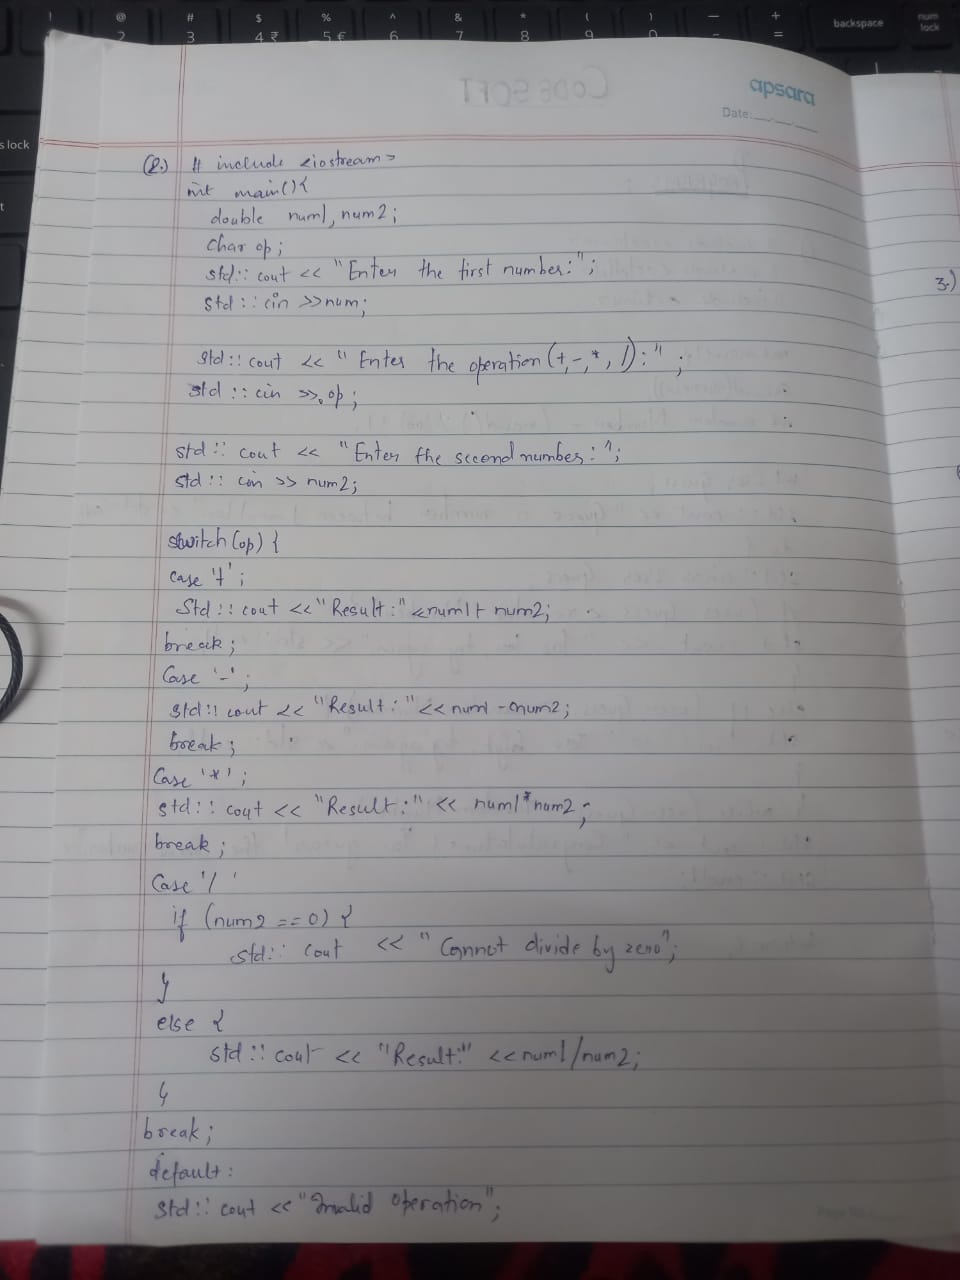 ! @ # $ % ^ & * ( ) — +
2 3 4 ₹ 5 € 6 7 8 9 0 - =
backspace
num lock
s lock
apsara
Date:
CODE SOFT
(2.) # include <iostream>
int main(){
double num1, num2;
char op;
std:: cout << "Enter the first number:";
std:: cin >>num;
3.)
std:: cout << "Enter the operation (+,-,*, /):";
std:: cin >> op;
std:: cout << "Enter the second number:";
std:: cin >> num2;
switch (op) {
case '+';
Std:: cout <<"Result:"<num1+ num2;
break;
Case '-';
std:: cout << "Result:"<<num1 -num2;
break;
Case '*';
std:: cout << "Result:" << num1*num2;
break;
Case '/ '
if (num2 ==0) {
std:: cout << "Cannot divide by zero";
}
else {
std:: cout << "Result:" <<num1/num2;
}
break;
default:
std:: cout <<"Invalid operation";